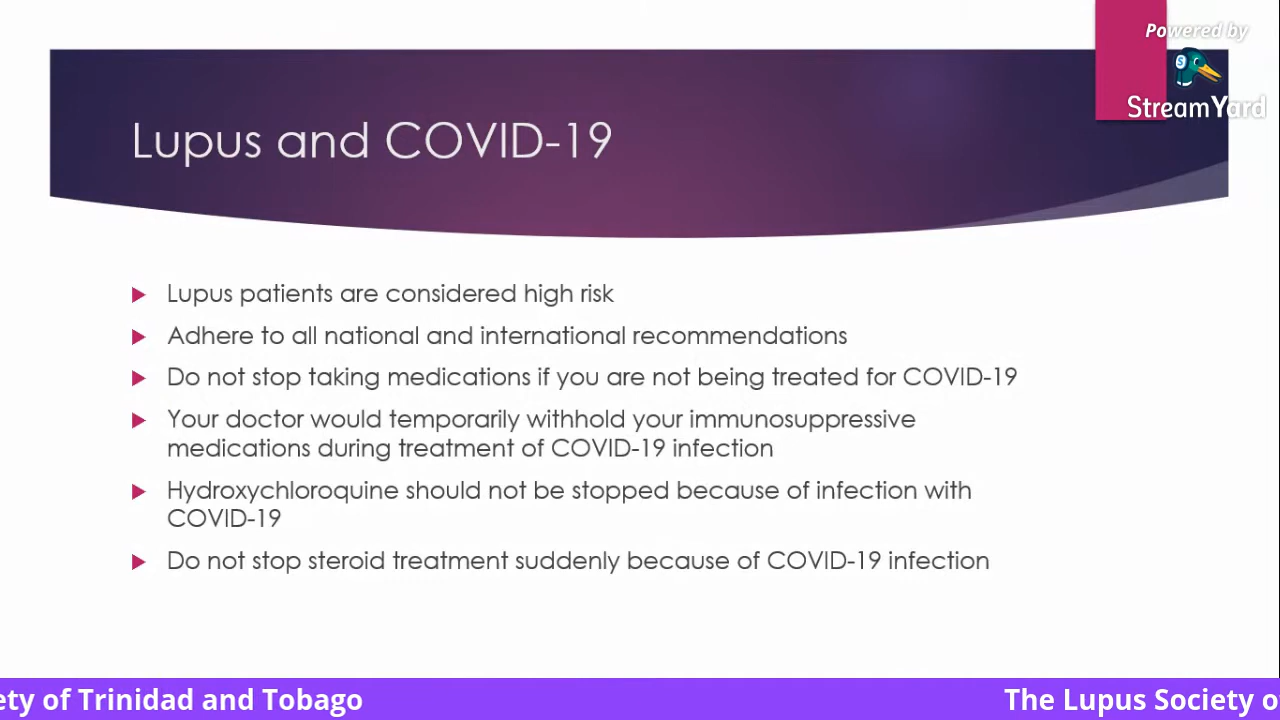 Powered by
StreamYard
Lupus and COVID-19
Lupus patients are considered high risk
Adhere to all national and international recommendations
Do not stop taking medications if you are not being treated for COVID-19
Your doctor would temporarily withhold your immunosuppressive
medications during treatment of COVID-19 infection
Hydroxychloroquine should not be stopped because of infection with
COVID-19
Do not stop steroid treatment suddenly because of COVID-19 infection
ety of Trinidad and Tobago The Lupus Society o